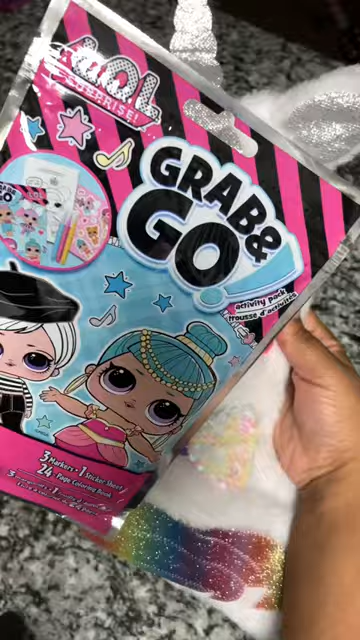 L.O.L.
SURPRISE!
GRAB &
GO!
activity pack
trousse d'activités
3 Markers • 1 Sticker Sheet
24 Page Coloring Book